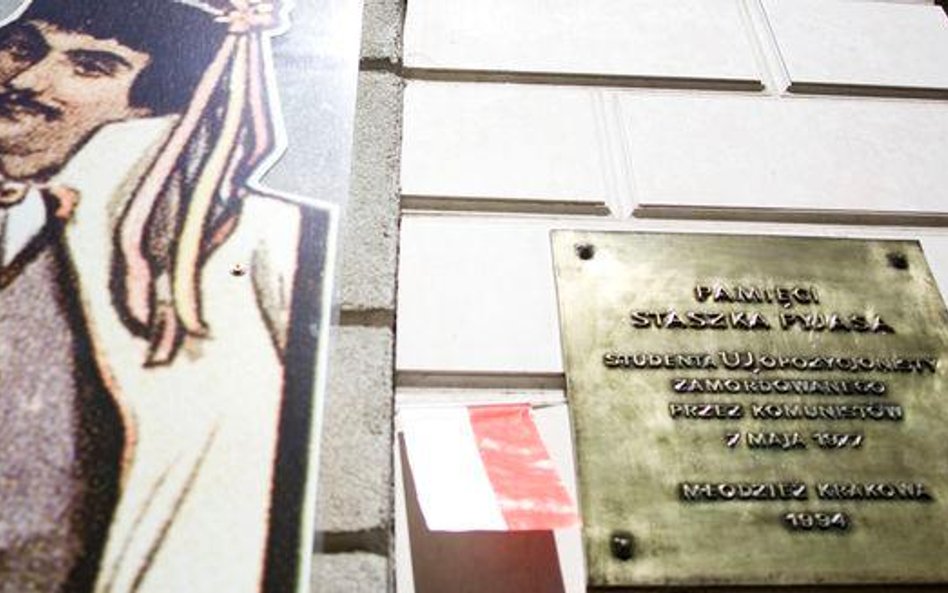 PAMIĘCI
STASZKA PYJASA
STUDENTA UJ, OPOZYCJONISTY
ZAMORDOWANEGO
PRZEZ KOMUNISTÓW
7 MAJA 1977
MŁODZIEŻ KRAKOWA
1994